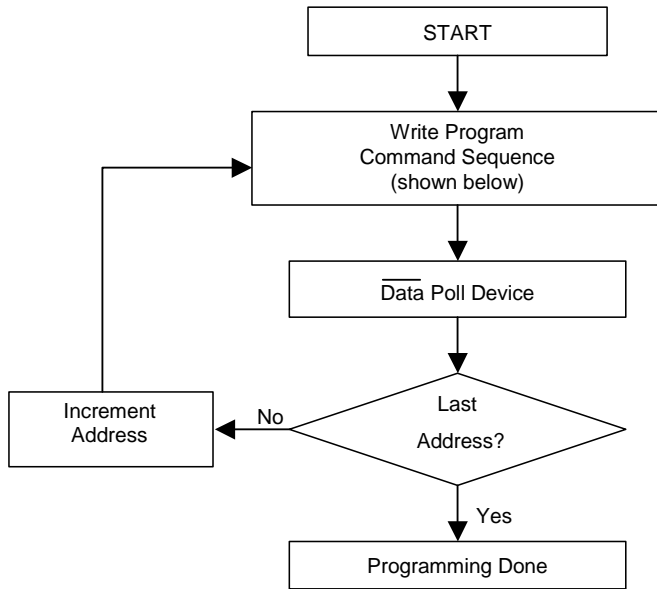 START
Write Program
Command Sequence
(shown below)
Data Poll Device
Last
Address?
No
Increment
Address
Yes
Programming Done